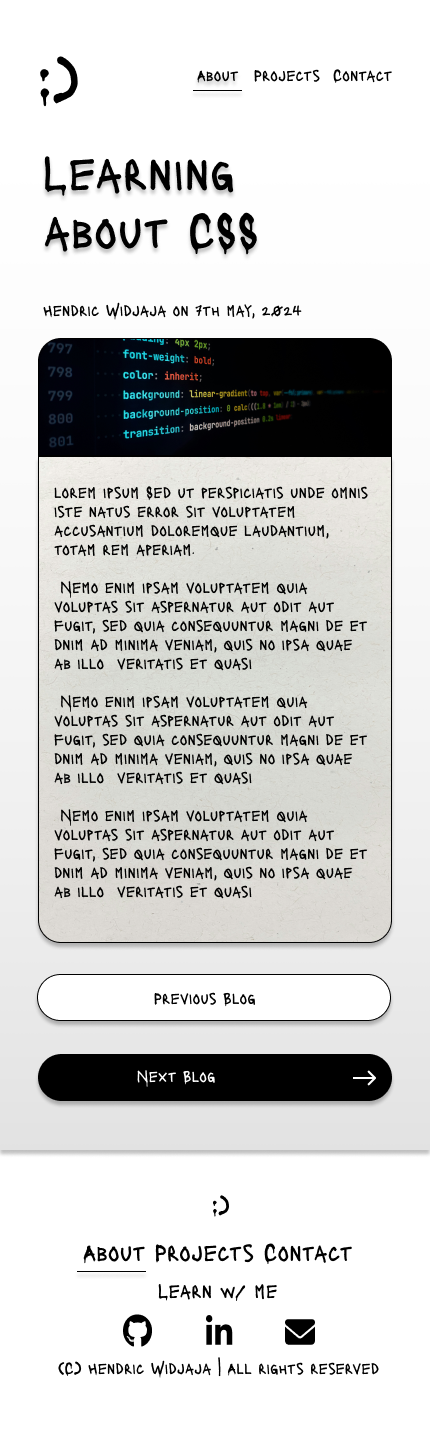 ABOUT PROJECTS CONTACT
LEARNING
ABOUT CSS
HENDRIC WIDJAJA ON 7TH MAY, 2024
797
4px 2px;
798 font-weight: bold;
799 color: inherit;
800 background: linear-gradient(to top,
801 background-position: 0 calc(
transition: background-position 0.2s linear
LOREM IPSUM SED UT PERSPICIATIS UNDE OMNIS
ISTE NATUS ERROR SIT VOLUPTATEM
ACCUSANTIUM DOLOREMQUE LAUDANTIUM,
TOTAM REM APERIAM.
NEMO ENIM IPSAM VOLUPTATEM QUIA
VOLUPTAS SIT ASPERNATUR AUT ODIT AUT
FUGIT, SED QUIA CONSEQUUNTUR MAGNI DE ET
DNIM AD MINIMA VENIAM, QUIS NO IPSA QUAE
AB ILLO VERITATIS ET QUASI
NEMO ENIM IPSAM VOLUPTATEM QUIA
VOLUPTAS SIT ASPERNATUR AUT ODIT AUT
FUGIT, SED QUIA CONSEQUUNTUR MAGNI DE ET
DNIM AD MINIMA VENIAM, QUIS NO IPSA QUAE
AB ILLO VERITATIS ET QUASI
NEMO ENIM IPSAM VOLUPTATEM QUIA
VOLUPTAS SIT ASPERNATUR AUT ODIT AUT
FUGIT, SED QUIA CONSEQUUNTUR MAGNI DE ET
DNIM AD MINIMA VENIAM, QUIS NO IPSA QUAE
AB ILLO VERITATIS ET QUASI
PREVIOUS BLOG
NEXT BLOG
ABOUT PROJECTS CONTACT
LEARN W/ ME
in
(C) HENDRIC WIDJAJA | ALL RIGHTS RESERVED